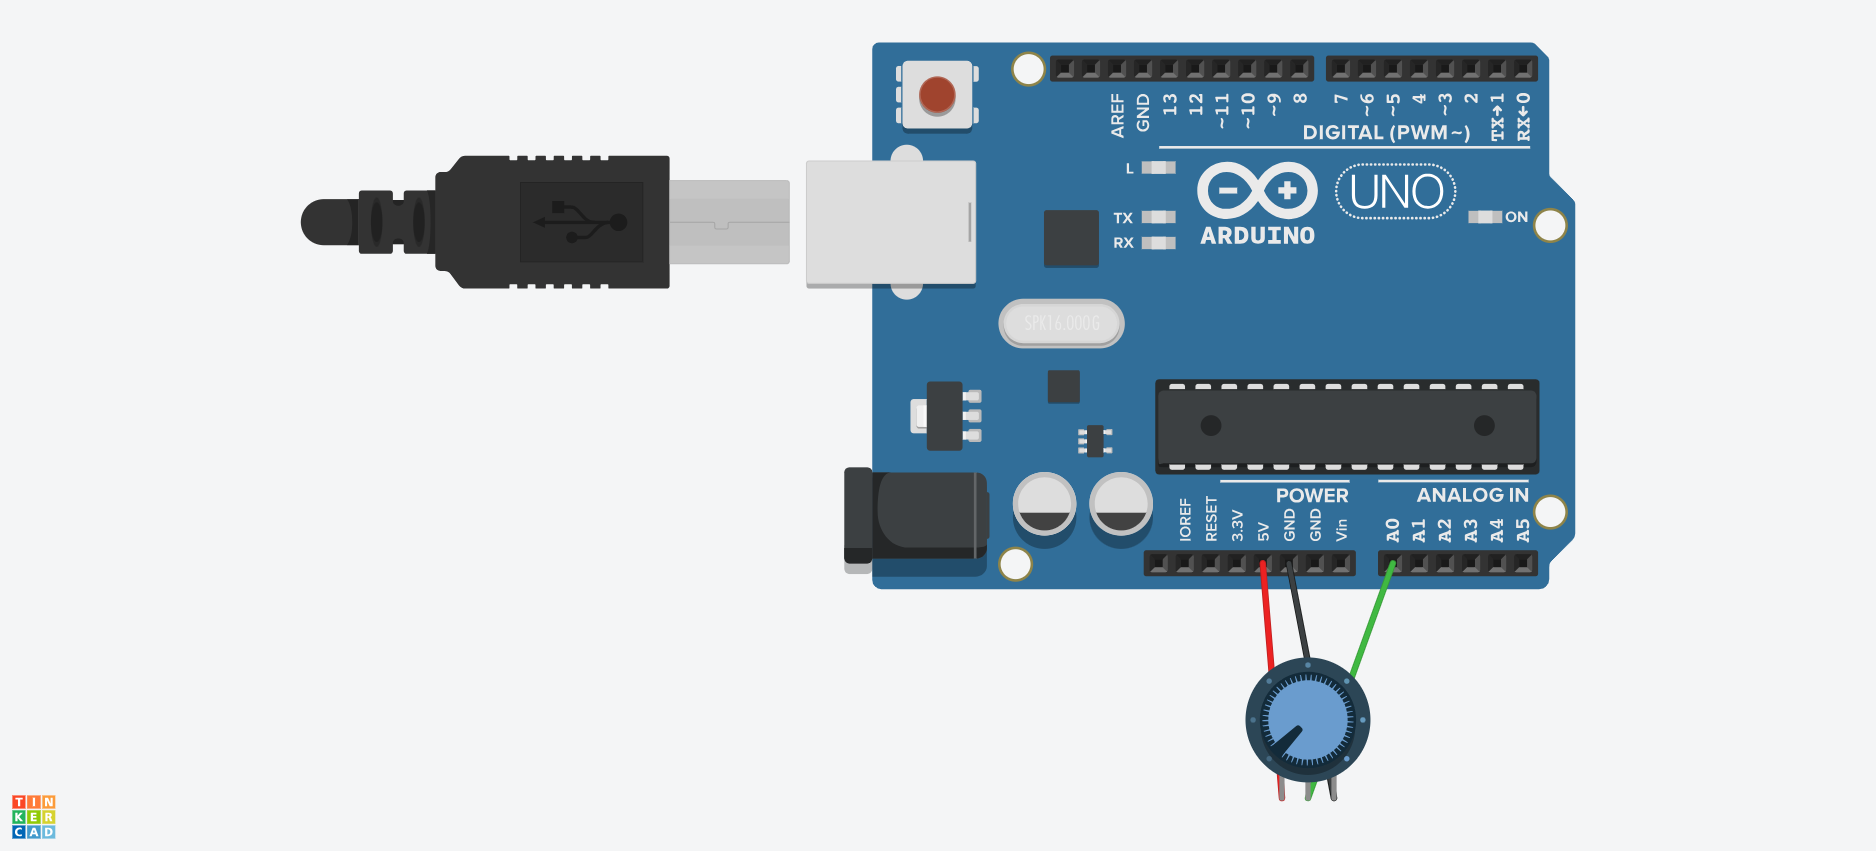 AREF
GND
13
12
~11
~10
~9
8
7
~6
~5
4
~3
2
TX→1
RX←0
DIGITAL (PWM~)
L
TX
RX
ARDUINO
UNO
ON
SPK16.000G
POWER
ANALOG IN
IOREF
RESET
3.3V
5V
GND
GND
Vin
A0
A1
A2
A3
A4
A5
TIN
KER
CAD